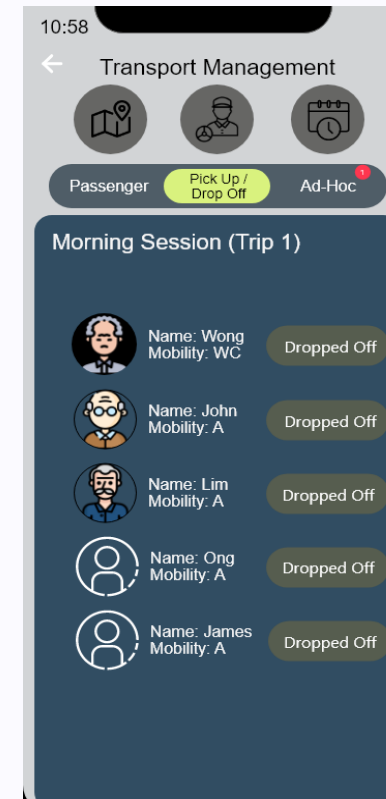 10:58
Transport Management
Passenger
Pick Up /
Drop Off
Ad-Hoc
1
Morning Session (Trip 1)
Name: Wong
Mobility: WC
Dropped Off
Name: John
Mobility: A
Dropped Off
Name: Lim
Mobility: A
Dropped Off
Name: Ong
Mobility: A
Dropped Off
Name: James
Mobility: A
Dropped Off